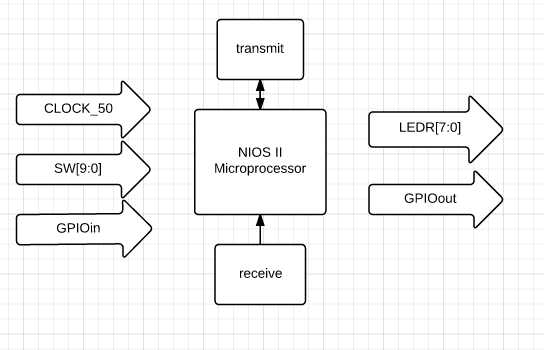 transmit
CLOCK_50
SW[9:0]
GPIOin
NIOS II
Microprocessor
LEDR[7:0]
GPIOout
receive